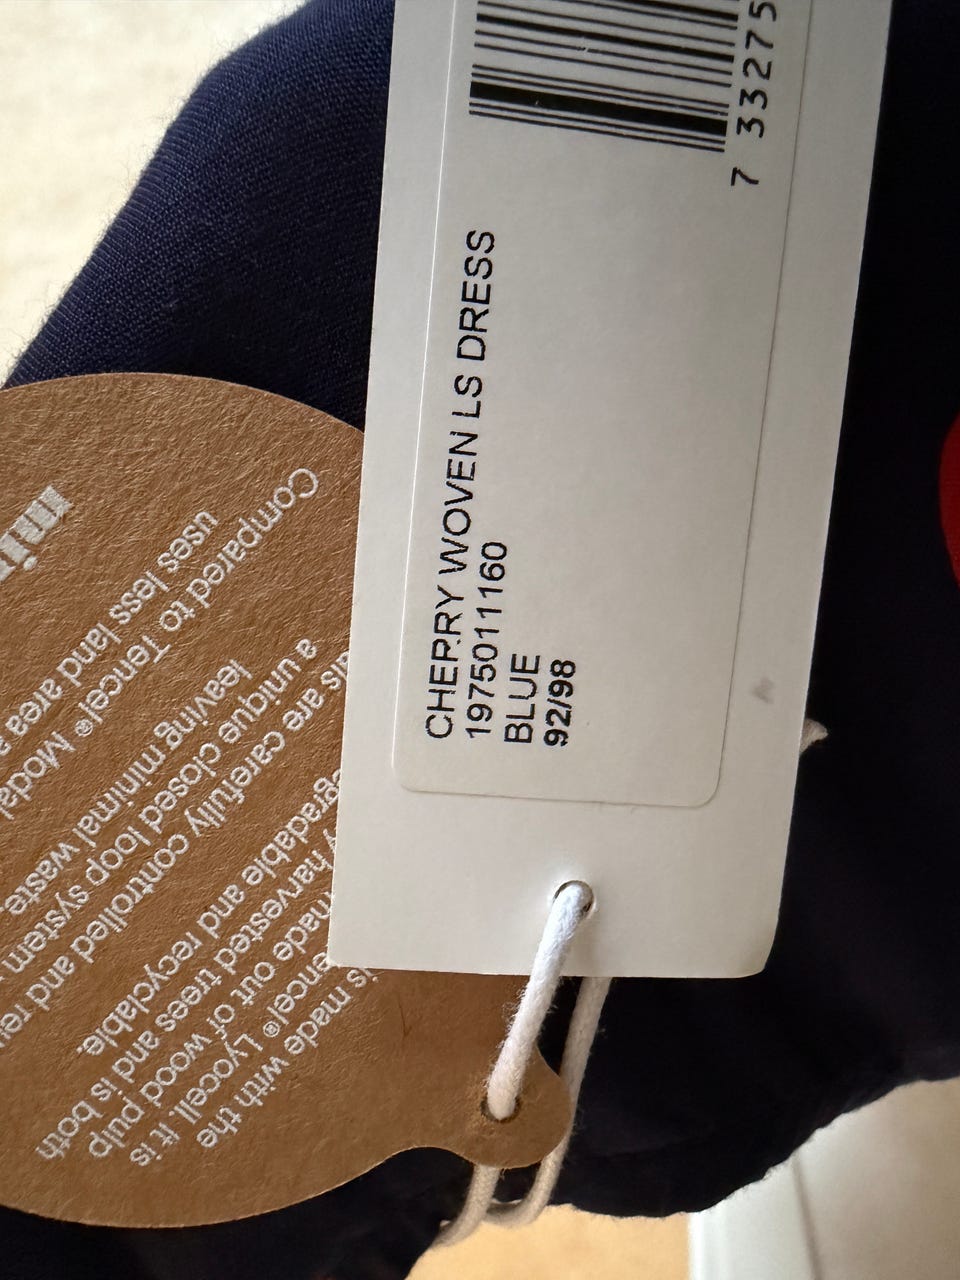 7 33275
CHERRY WOVEN LS DRESS
1975011160
BLUE
92/98
is made with the
Lyocell. It is
made out of wood pulp
harvested trees and is both
and recyclable.
are carefully controlled and
a unique closed loop system
leaving minimal waste.
Compared to Tencel® Modal
uses less land area